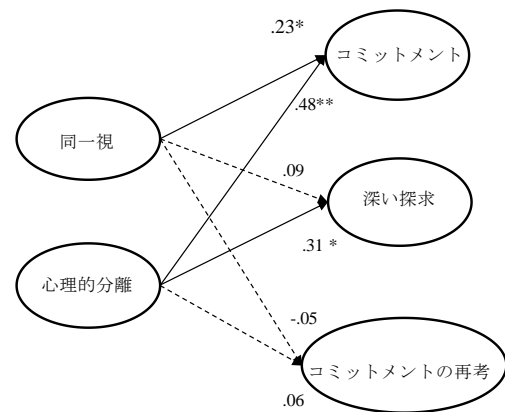 .23*
コミットメント
.48**
同一視
.09
深い探求
.31 *
心理的分離
-.05
コミットメントの再考
.06